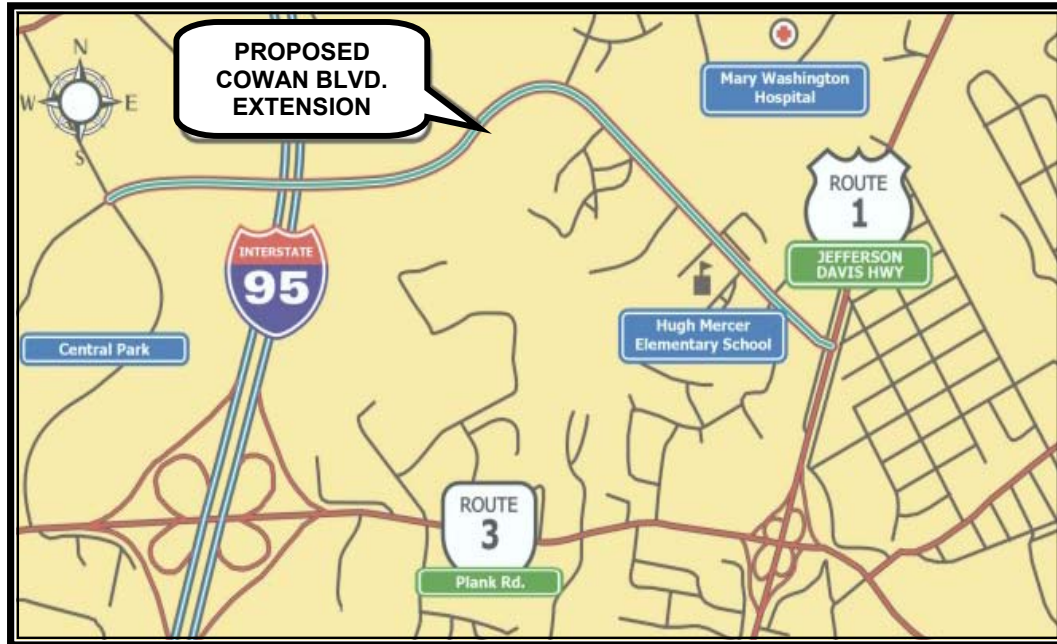 PROPOSED
COWAN BLVD.
EXTENSION
N
W
E
S
Mary Washington
Hospital
ROUTE
1
JEFFERSON
DAVIS HWY
INTERSTATE
95
Central Park
Hugh Mercer
Elementary School
ROUTE
3
Plank Rd.